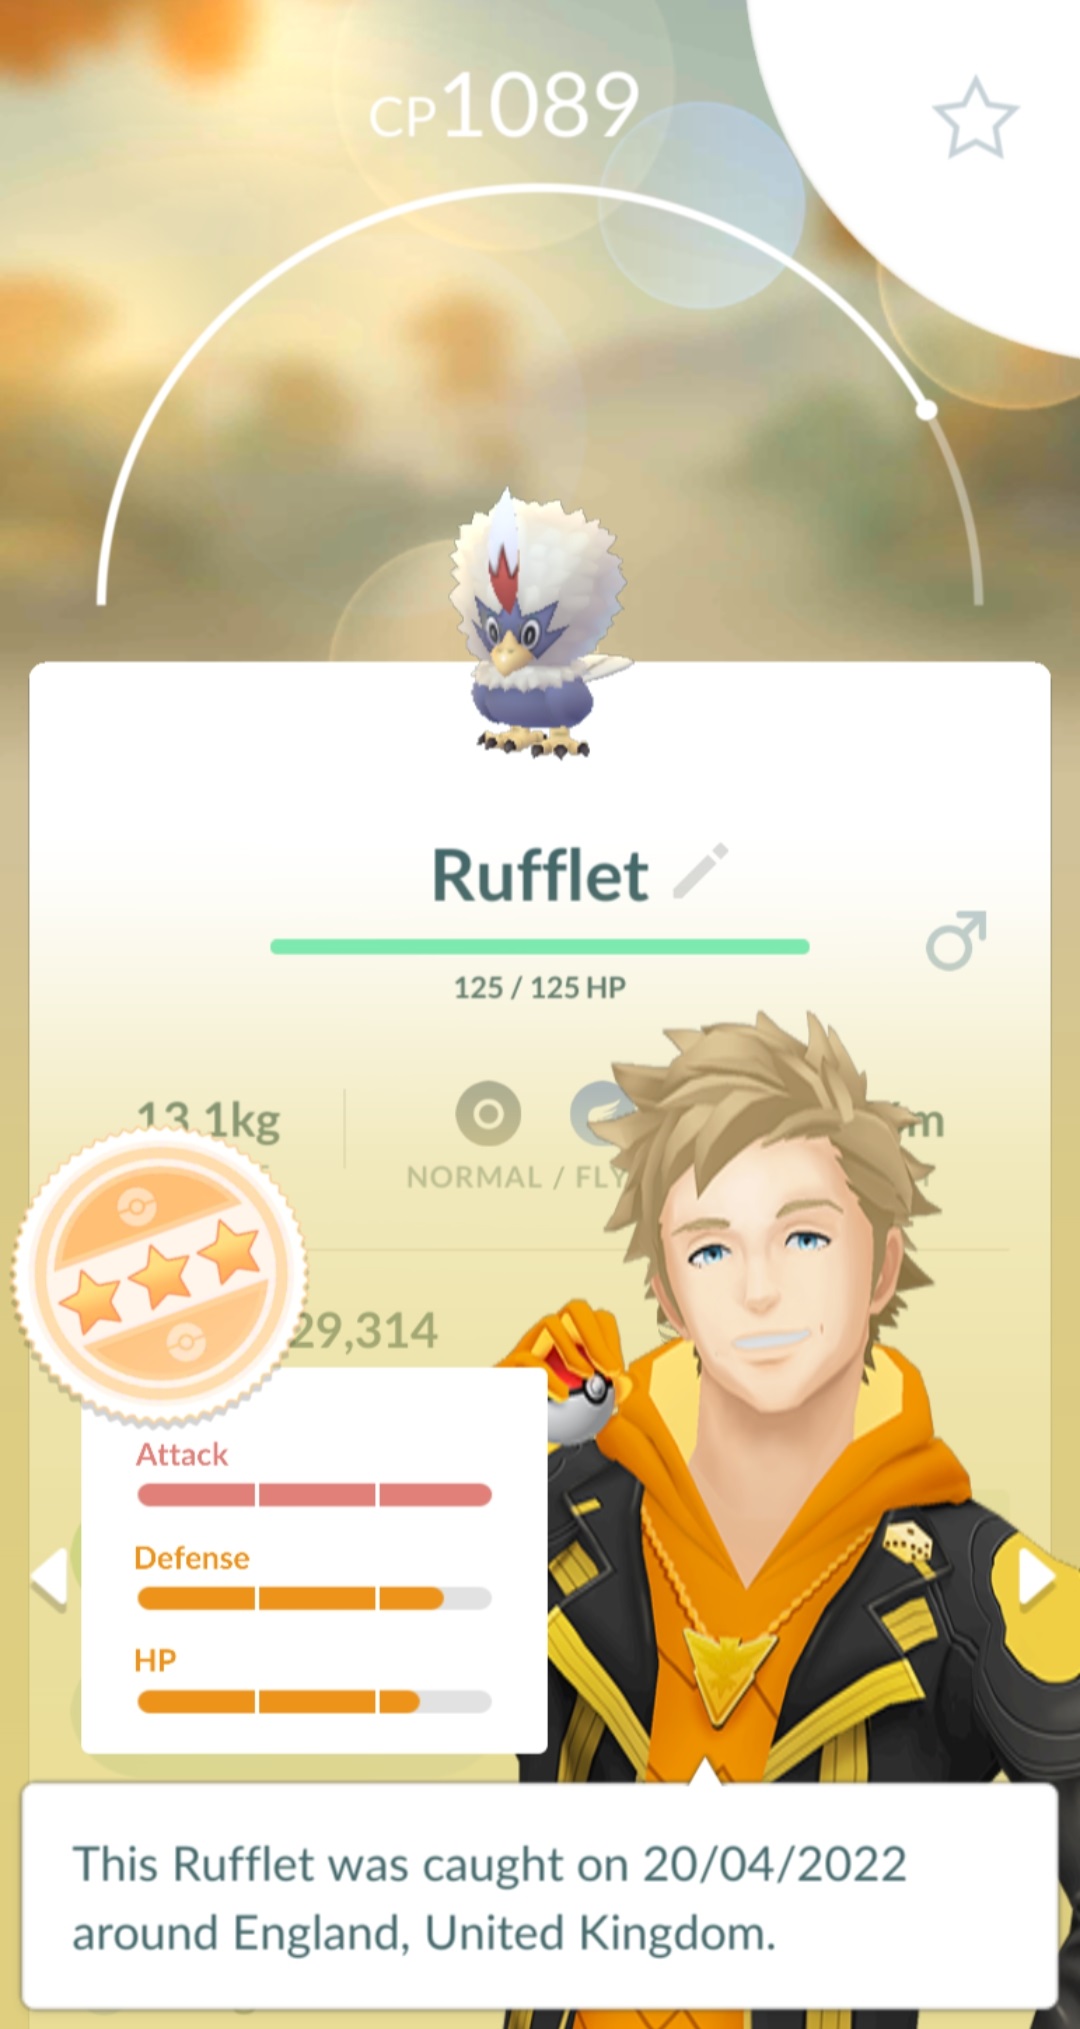 CP1089
Rufflet
125 / 125 HP
13.1kg
m
NORMAL / FLY
29,314
Attack
Defense
HP
This Rufflet was caught on 20/04/2022
around England, United Kingdom.